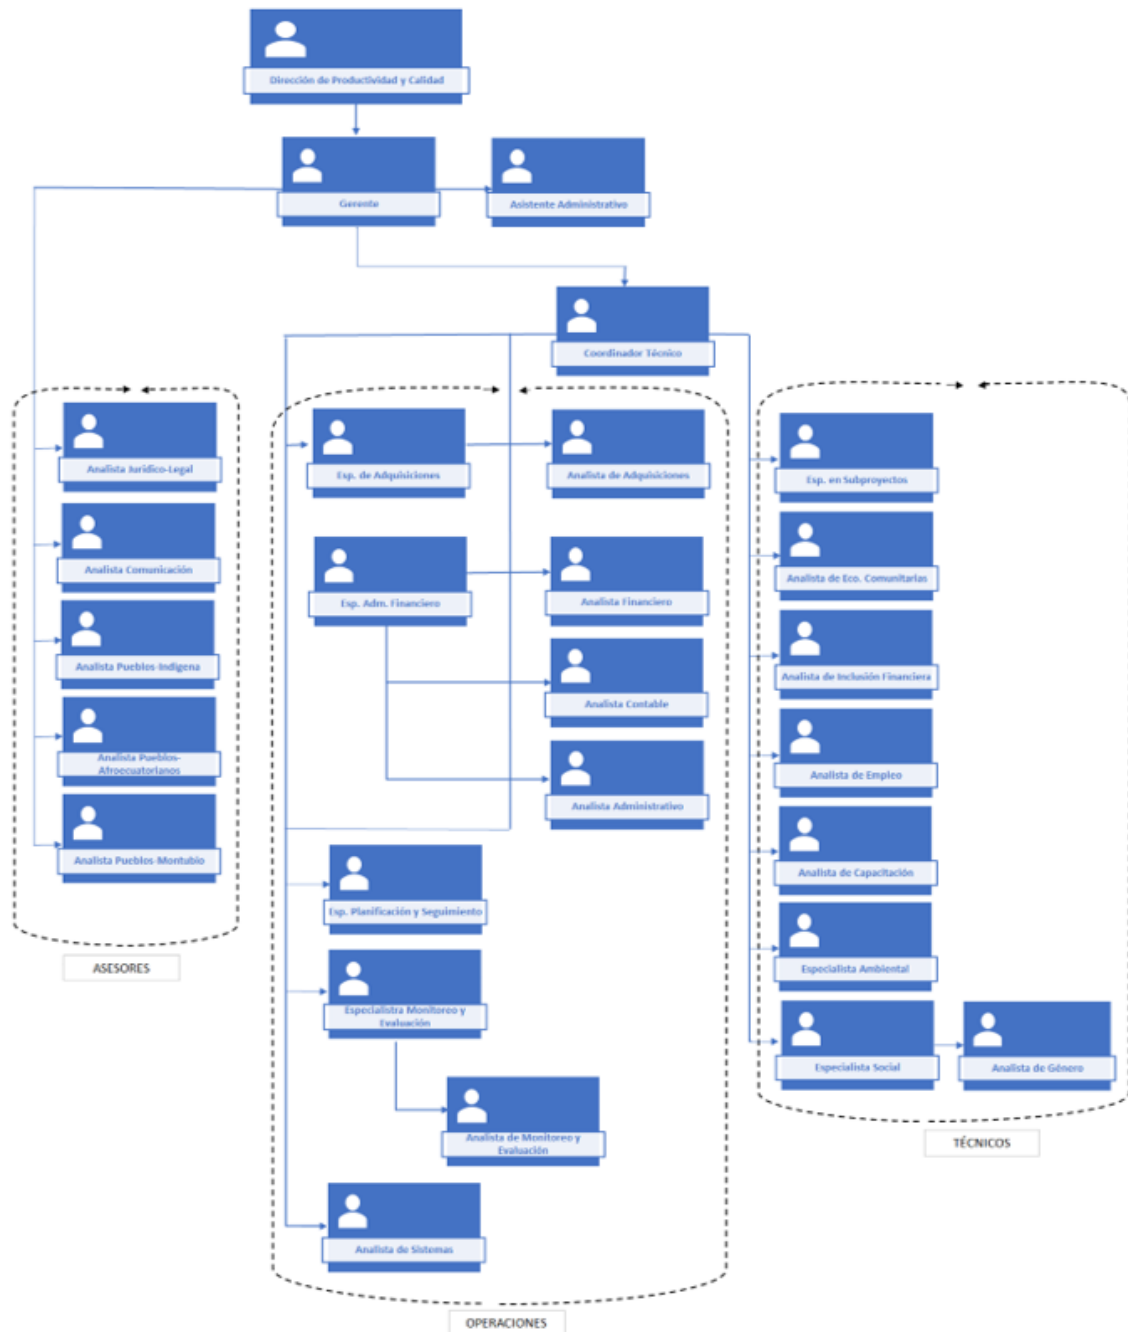 Dirección de Productividad y Calidad
Gerente
Asistente Administrativo
Coordinador Técnico
Analista Jurídico-Legal
Analista Comunicación
Analista Pueblos-Indígena
Analista Pueblos-
Afroecuatorianos
Analista Pueblos-Montubio
ASESORES
Esp. de Adquisiciones
Analista de Adquisiciones
Esp. Adm. Financiero
Analista Financiero
Analista Contable
Analista Administrativo
Esp. Planificación y Seguimiento
Especialistra Monitoreo y
Evaluación
Analista de Monitoreo y
Evaluación
Analista de Sistemas
OPERACIONES
Esp. en Subproyectos
Analista de Eco. Comunitarias
Analista de Inclusión Financiera
Analista de Empleo
Analista de Capacitación
Especialista Ambiental
Especialista Social
Analista de Género
TÉCNICOS